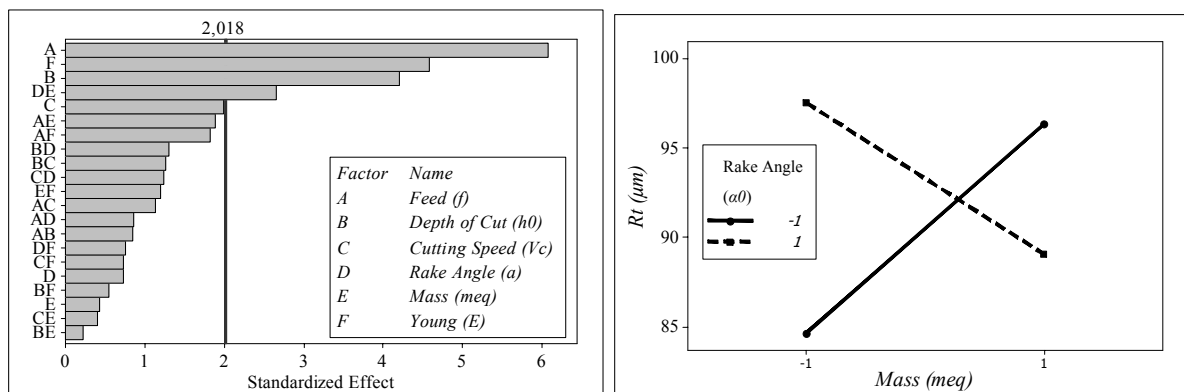 2,018
A
F
B
DE
C
AE
AF
BD
BC
CD
EF
AC
AD
AB
DF
CF
D
BF
E
CE
BE
0 1 2 3 4 5 6
Standardized Effect
Factor Name
A Feed (f)
B Depth of Cut (h0)
C Cutting Speed (Vc)
D Rake Angle (a)
E Mass (meq)
F Young (E)
100
95
90
85
Rt (µm)
Rake Angle
(α0)
-1
1
-1 1
Mass (meq)